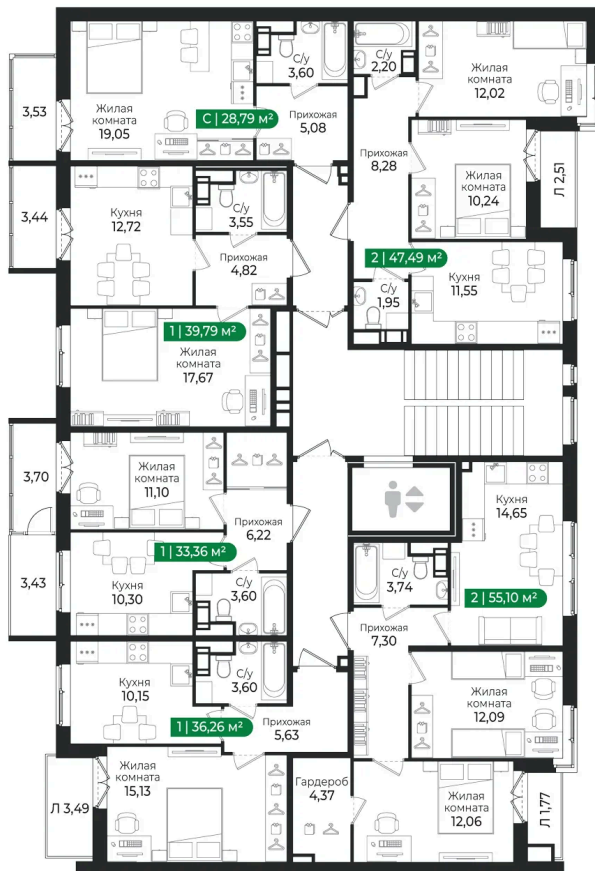 3,53
Жилая
комната
19,05
С | 28,79 м²
С/у
3,60
Прихожая
5,08
С/у
2,20
Жилая
комната
12,02
Прихожая
8,28
Жилая
комната
10,24
Л 2,51
3,44
Кухня
12,72
С/у
3,55
Прихожая
4,82
2 | 47,49 м²
С/у
1,95
Кухня
11,55
1 | 39,79 м²
Жилая
комната
17,67
3,70
Жилая
комната
11,10
Прихожая
6,22
1 | 33,36 м²
3,43
Кухня
10,30
С/у
3,60
Кухня
14,65
С/у
3,74
2 | 55,10 м²
Прихожая
7,30
Кухня
10,15
С/у
3,60
1 | 36,26 м²
Прихожая
5,63
Жилая
комната
12,09
Л 3,49
Жилая
комната
15,13
Гардероб
4,37
Жилая
комната
12,06
Л 1,77